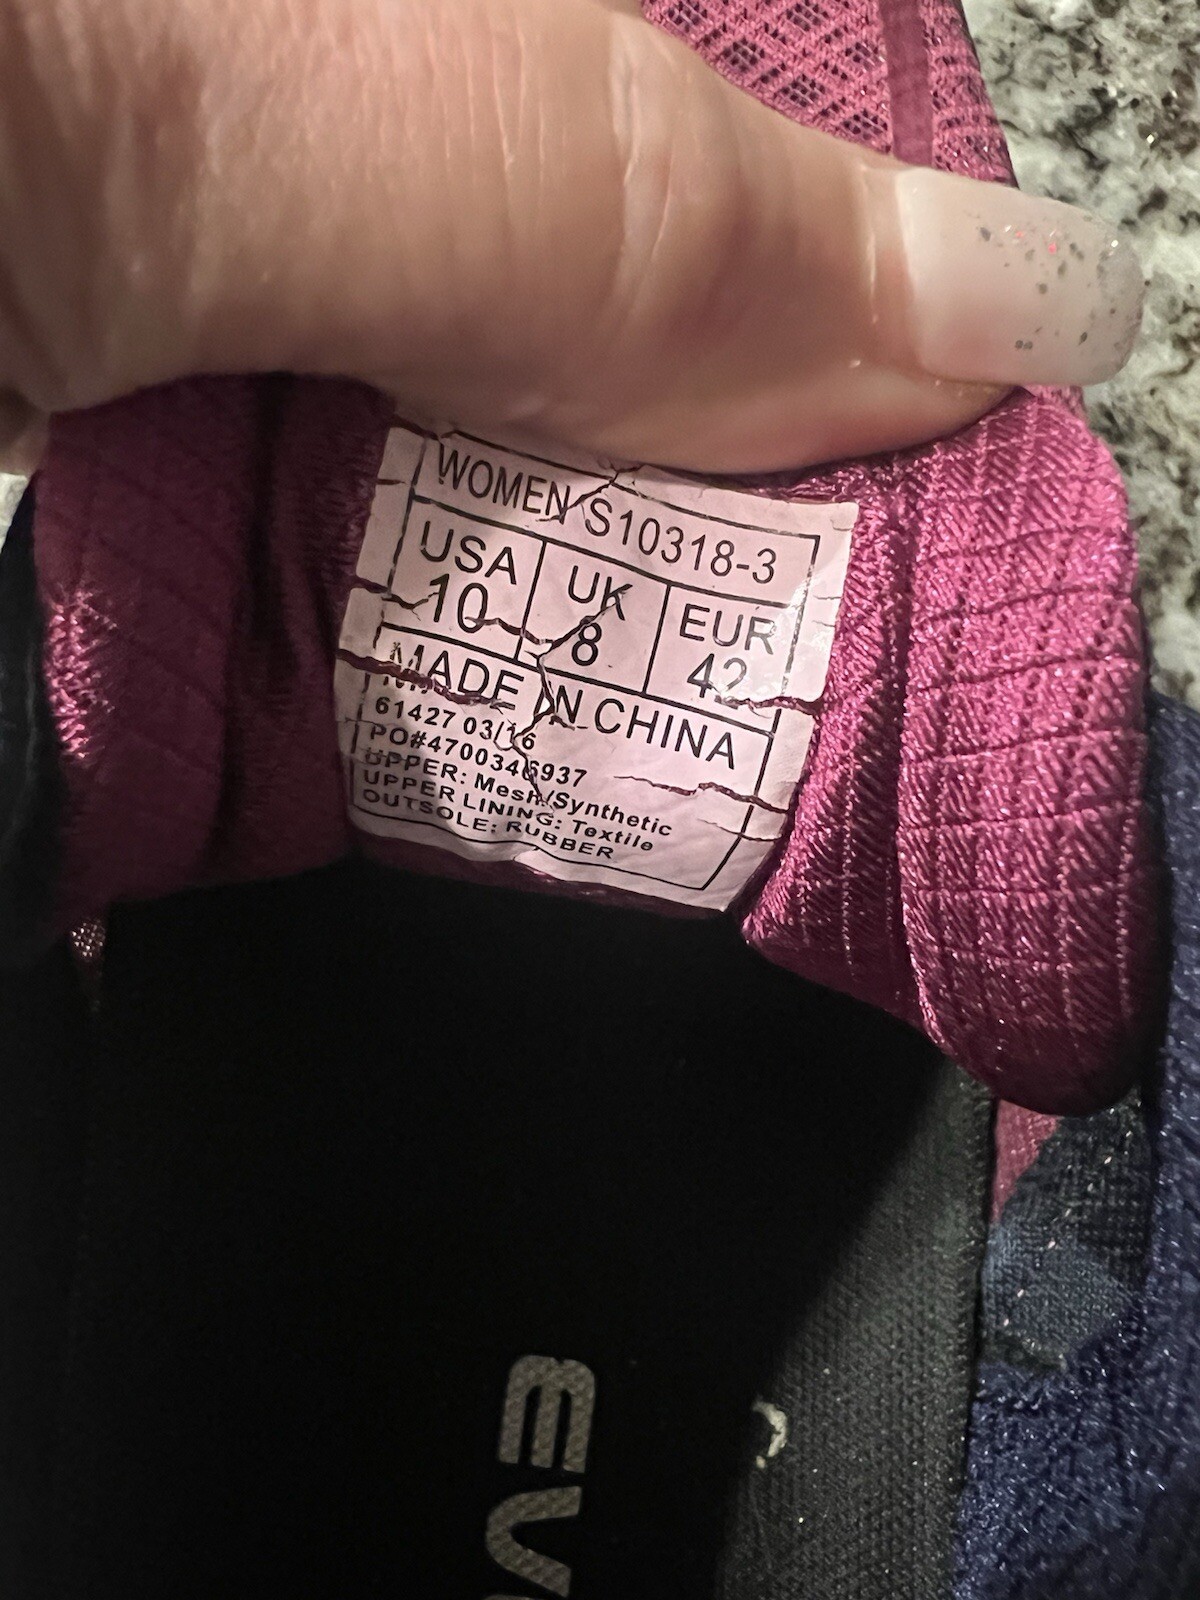 WOMEN S10318-3
USA UK EUR
10 8 42
MADE IN CHINA
61427 03/16
PO#4700346937
UPPER: Mesh/Synthetic
UPPER LINING: Textile
OUTSOLE: RUBBER
EV